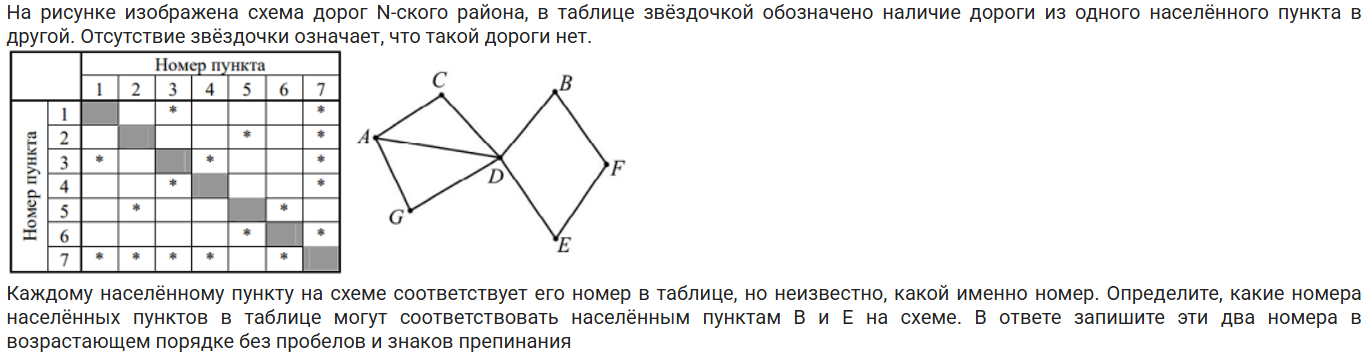 На рисунке изображена схема дорог N-ского района, в таблице звёздочкой обозначено наличие дороги из одного населённого пункта в
другой. Отсутствие звёздочки означает, что такой дороги нет.
Номер пункта
1 2 3 4 5 6 7
Номер пункта
1 * *
2 * *
3 * * *
4 * *
5 * *
6 * *
7 * * * * *
C
B
A
D
F
G
E
Каждому населённому пункту на схеме соответствует его номер в таблице, но неизвестно, какой именно номер. Определите, какие номера
населённых пунктов в таблице могут соответствовать населённым пунктам B и E на схеме. В ответе запишите эти два номера в
возрастающем порядке без пробелов и знаков препинания